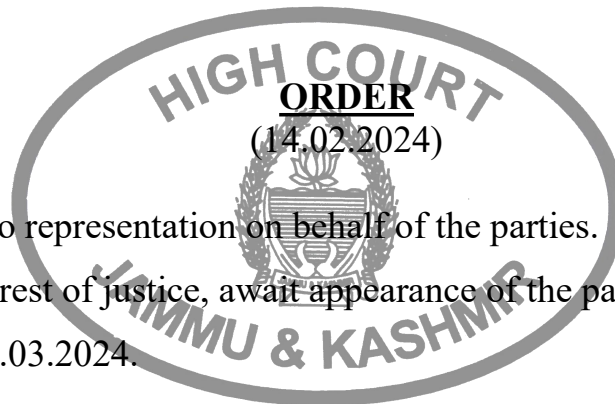 HIGH COURT
ORDER
(14.02.2024)
o representation on behalf of the parties.
rest of justice, await appearance of the pa
.03.2024.
JAMMU & KASHMIR